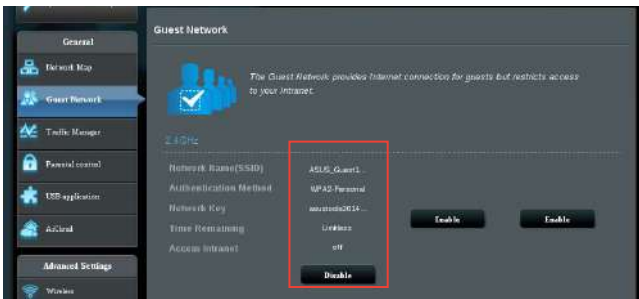 General
Network Map
Guest Network
Traffic Manager
Parental control
USB application
AiCloud
Advanced Settings
Wireless
Guest Network
The Guest Network provides Internet connection for guests but restricts access
to your Intranet.
2.4GHz
Network Name(SSID)
ASUS_Guest1...
Authentication Method
WPA2-Personal
Network Key
Time Remaining
Limitless
Access Intranet
off
Disable
Enable
Enable